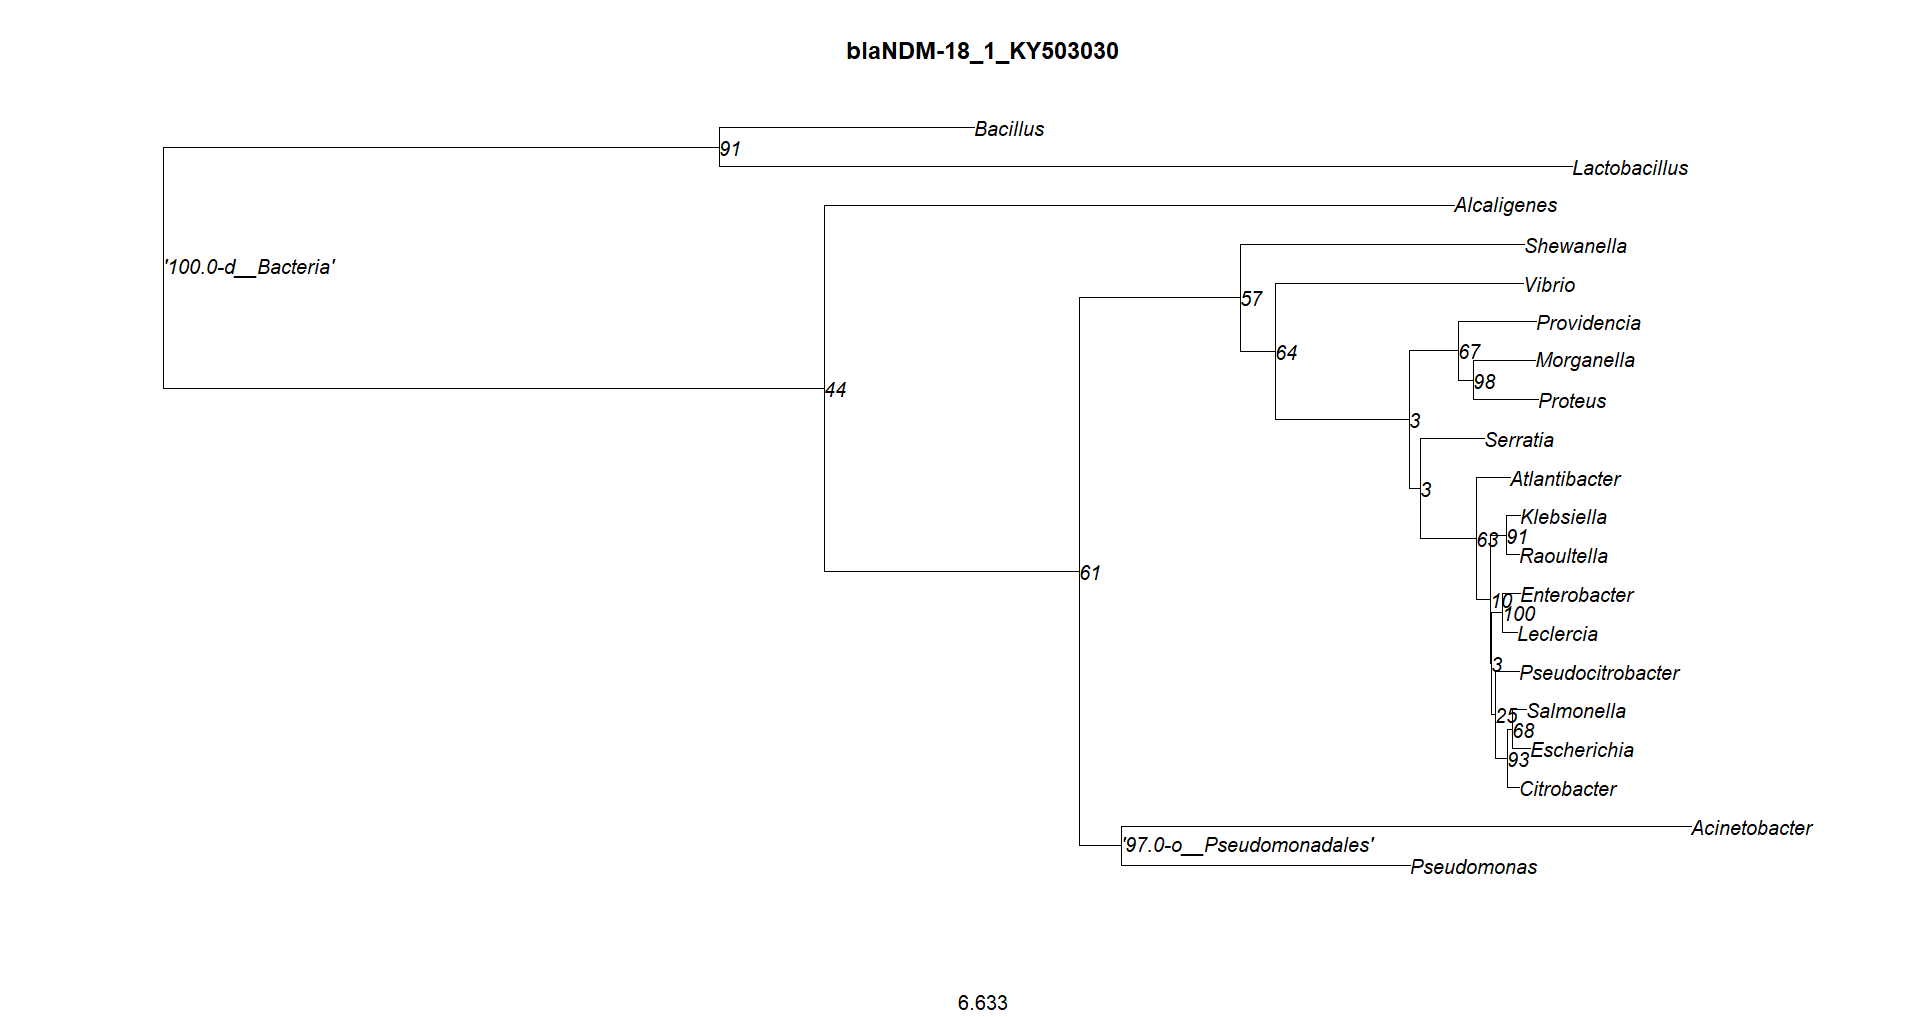 blaNDM-18_1_KY503030
Bacillus
91
Lactobacillus
Alcaligenes
Shewanella
'100.0-d__Bacteria'
Vibrio
57
Providencia
64
67
Morganella
98
44
Proteus
3
Serratia
Atlantibacter
3
Klebsiella
63
91
Raoultella
61
Enterobacter
10
100
Leclercia
3
Pseudocitrobacter
Salmonella
25
68
Escherichia
93
Citrobacter
Acinetobacter
'97.0-o__Pseudomonadales'
Pseudomonas
6.633